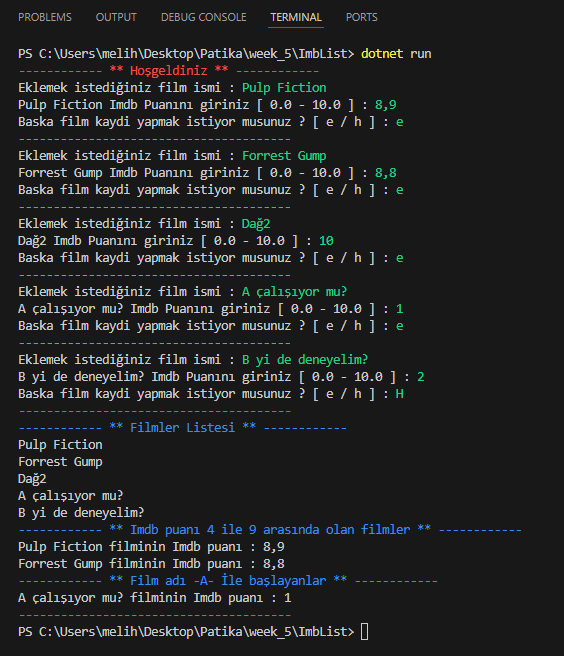 PROBLEMS OUTPUT DEBUG CONSOLE TERMINAL PORTS
PS C:\Users\melih\Desktop\Patika\week_5\ImbList> dotnet run
------------ ** Hoşgeldiniz ** ------------
Eklemek istediğiniz film ismi : Pulp Fiction
Pulp Fiction Imdb Puanını giriniz [ 0.0 - 10.0 ] : 8,9
Baska film kaydi yapmak istiyor musunuz ? [ e / h ] : e
---------------------------------------
Eklemek istediğiniz film ismi : Forrest Gump
Forrest Gump Imdb Puanını giriniz [ 0.0 - 10.0 ] : 8,8
Baska film kaydi yapmak istiyor musunuz ? [ e / h ] : e
---------------------------------------
Eklemek istediğiniz film ismi : Dağ2
Dağ2 Imdb Puanını giriniz [ 0.0 - 10.0 ] : 10
Baska film kaydi yapmak istiyor musunuz ? [ e / h ] : e
---------------------------------------
Eklemek istediğiniz film ismi : A çalışıyor mu?
A çalışıyor mu? Imdb Puanını giriniz [ 0.0 - 10.0 ] : 1
Baska film kaydi yapmak istiyor musunuz ? [ e / h ] : e
---------------------------------------
Eklemek istediğiniz film ismi : B yi de deneyelim?
B yi de deneyelim? Imdb Puanını giriniz [ 0.0 - 10.0 ] : 2
Baska film kaydi yapmak istiyor musunuz ? [ e / h ] : H
---------------------------------------
------------ ** Filmler Listesi ** ------------
Pulp Fiction
Forrest Gump
Dağ2
A çalışıyor mu?
B yi de deneyelim?
------------ ** Imdb puanı 4 ile 9 arasında olan filmler ** ------------
Pulp Fiction filminin Imdb puanı : 8,9
Forrest Gump filminin Imdb puanı : 8,8
------------ ** Film adı -A- İle başlayanlar ** ------------
A çalışıyor mu? filminin Imdb puanı : 1
---------------------------------------
PS C:\Users\melih\Desktop\Patika\week_5\ImbList>